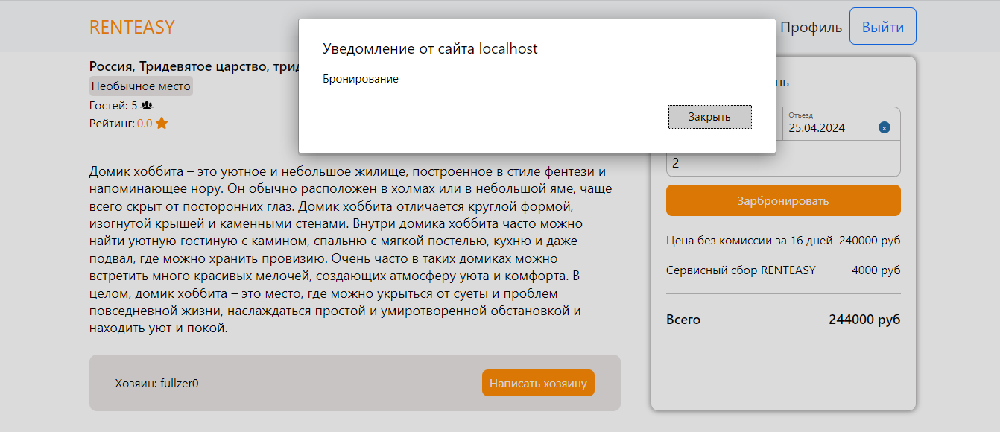 RENTEASY
Профиль
Выйти
Уведомление от сайта localhost
Бронирование
Закрыть
Россия, Тридевятое царство,
Необычное место
Гостей: 5
Рейтинг: 0.0
Домик хоббита – это уютное и небольшое жилище, построенное в стиле фентези и
напоминающее нору. Он обычно расположен в холмах или в небольшой яме, чаще
всего скрыт от посторонних глаз. Домик хоббита отличается круглой формой,
изогнутой крышей и каменными стенами. Внутри домика хоббита часто можно
найти уютную гостиную с камином, спальню с мягкой постелью, кухню и даже
подвал, где можно хранить провизию. Очень часто в таких домиках можно
встретить много красивых мелочей, создающих атмосферу уюта и комфорта. В
целом, домик хоббита – это место, где можно укрыться от суеты и проблем
повседневной жизни, наслаждаться простой и умиротворенной обстановкой и
находить уют и покой.
Хозяин: fullzer0
Написать хозяину
Отъезд
25.04.2024
2
Зарбронировать
Цена без комиссии за 16 дней 240000 руб
Сервисный сбор RENTEASY 4000 руб
Всего 244000 руб